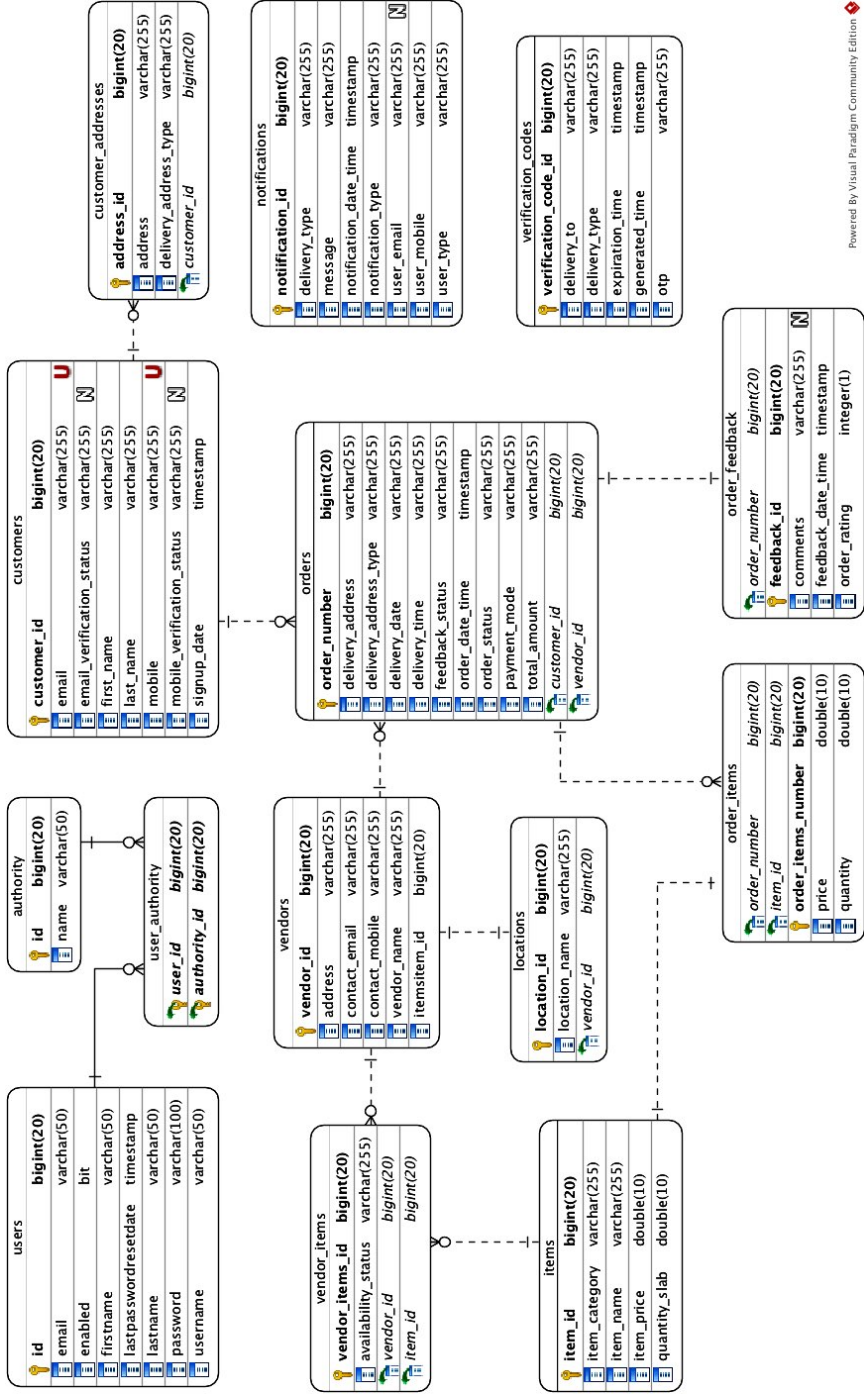 users
id bigint(20)
email varchar(50)
enabled bit
firstname varchar(50)
lastpasswordresetdate timestamp
lastname varchar(50)
password varchar(100)
username varchar(50)
authority
id bigint(20)
name varchar(50)
user_authority
user_id bigint(20)
authority_id bigint(20)
customers
customer_id bigint(20)
email varchar(255) U
email_verification_status varchar(255) N
first_name varchar(255)
last_name varchar(255)
mobile varchar(255) U
mobile_verification_status varchar(255) N
signup_date timestamp
customer_addresses
address_id bigint(20)
address varchar(255)
delivery_address_type varchar(255)
customer_id bigint(20)
vendor_items
vendor_items_id bigint(20)
availability_status varchar(255)
vendor_id bigint(20)
item_id bigint(20)
vendors
vendor_id bigint(20)
address varchar(255)
contact_email varchar(255)
contact_mobile varchar(255)
vendor_name varchar(255)
itemsitem_id bigint(20)
orders
order_number bigint(20)
delivery_address varchar(255)
delivery_address_type varchar(255)
delivery_date varchar(255)
delivery_time varchar(255)
feedback_status varchar(255)
order_date_time timestamp
order_status varchar(255)
payment_mode varchar(255)
total_amount varchar(255)
customer_id bigint(20)
vendor_id bigint(20)
notifications
notiification_id bigint(20)
delivery_type varchar(255)
message varchar(255)
notification_date_time timestamp
notification_type varchar(255)
user_email varchar(255) N
user_mobile varchar(255)
user_type varchar(255)
items
item_id bigint(20)
item_category varchar(255)
item_name varchar(255)
item_price double(10)
quantity_slab double(10)
locations
location_id bigint(20)
location_name varchar(255)
vendor_id bigint(20)
verification_codes
verification_code_id bigint(20)
delivery_to varchar(255)
delivery_type varchar(255)
expiration_time timestamp
generated_time timestamp
otp varchar(255)
order_items
order_number bigint(20)
item_id bigint(20)
order_items_number bigint(20)
price double(10)
quantity double(10)
order_feedback
order_number bigint(20)
feedback_id bigint(20)
comments varchar(255) N
feedback_date_time timestamp
order_rating integer(1)
Powered By Visual Paradigm Community Edition